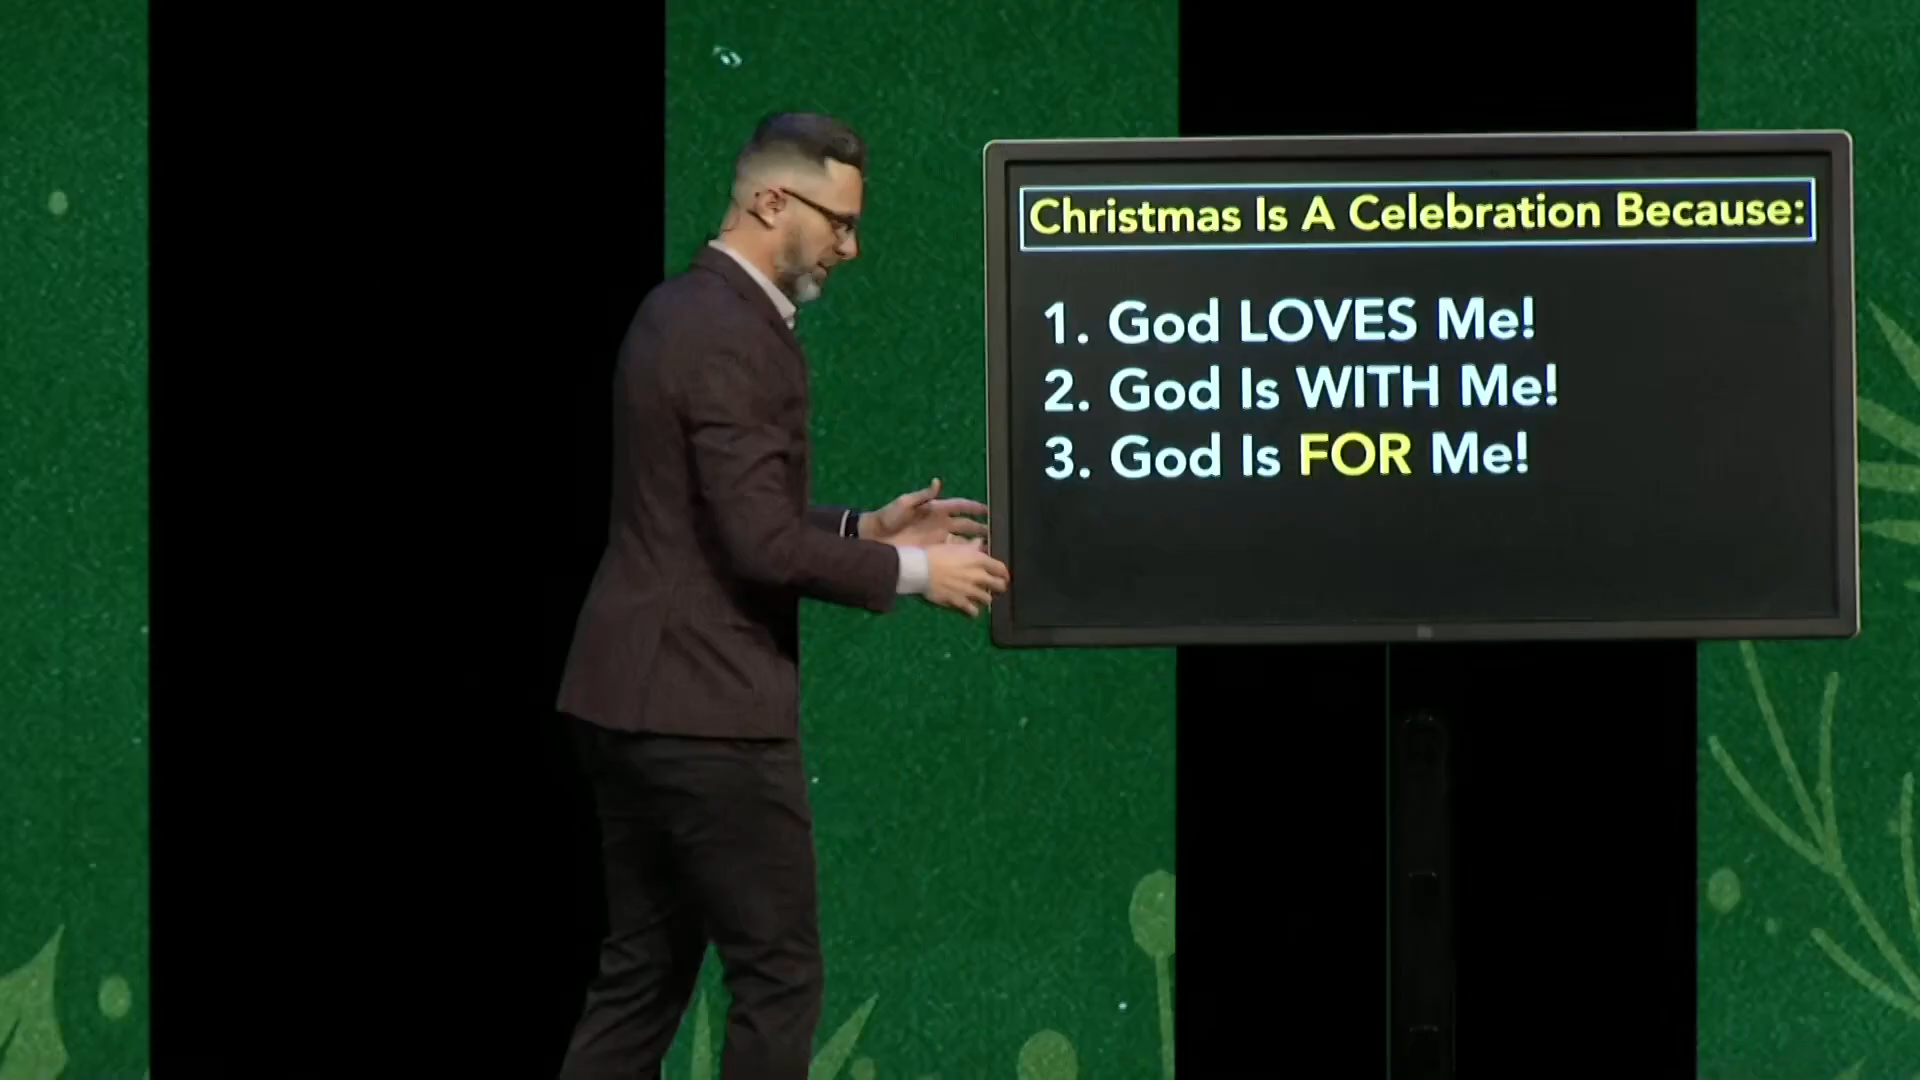 Christmas Is A Celebration Because:
1. God LOVES Me!
2. God Is WITH Me!
3. God Is FOR Me!